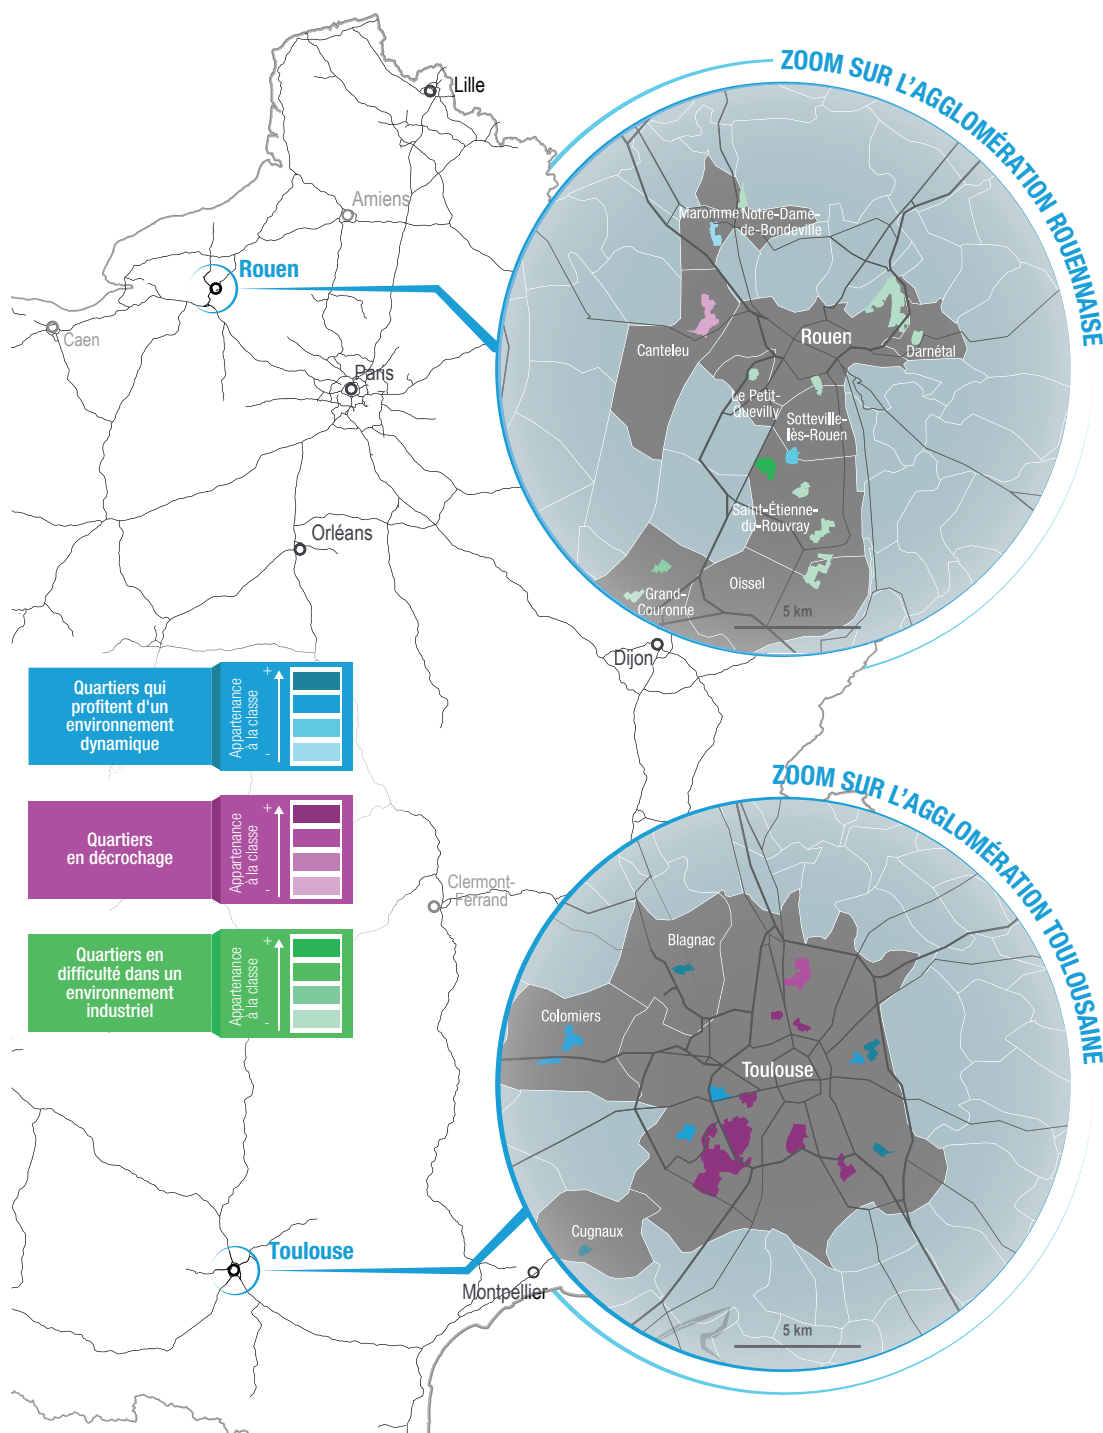 ZOOM SUR L'AGGLOMÉRATION ROUENNAISE
Lille
Amiens
Rouen
Caen
Paris
Orléans
Dijon
Maromme
Notre-Dame-
de-Bondeville
Canteleu
Rouen
Darnétal
Le Petit-
Quevilly
Sotteville-
lès-Rouen
Saint-Étienne-
du-Rouvray
Oissel
Grand-
Couronne
5 km
Quartiers qui
profitent d'un
environnement
dynamique
Appartenance
à la classe
+
-
Quartiers
en décrochage
Appartenance
à la classe
+
-
Quartiers en
difficulté dans un
environnement
industriel
Appartenance
à la classe
+
-
Clermont-
Ferrand
ZOOM SUR L'AGGLOMÉRATION TOULOUSAINE
Blagnac
Colomiers
Toulouse
Cugnaux
5 km
Toulouse
Montpellier